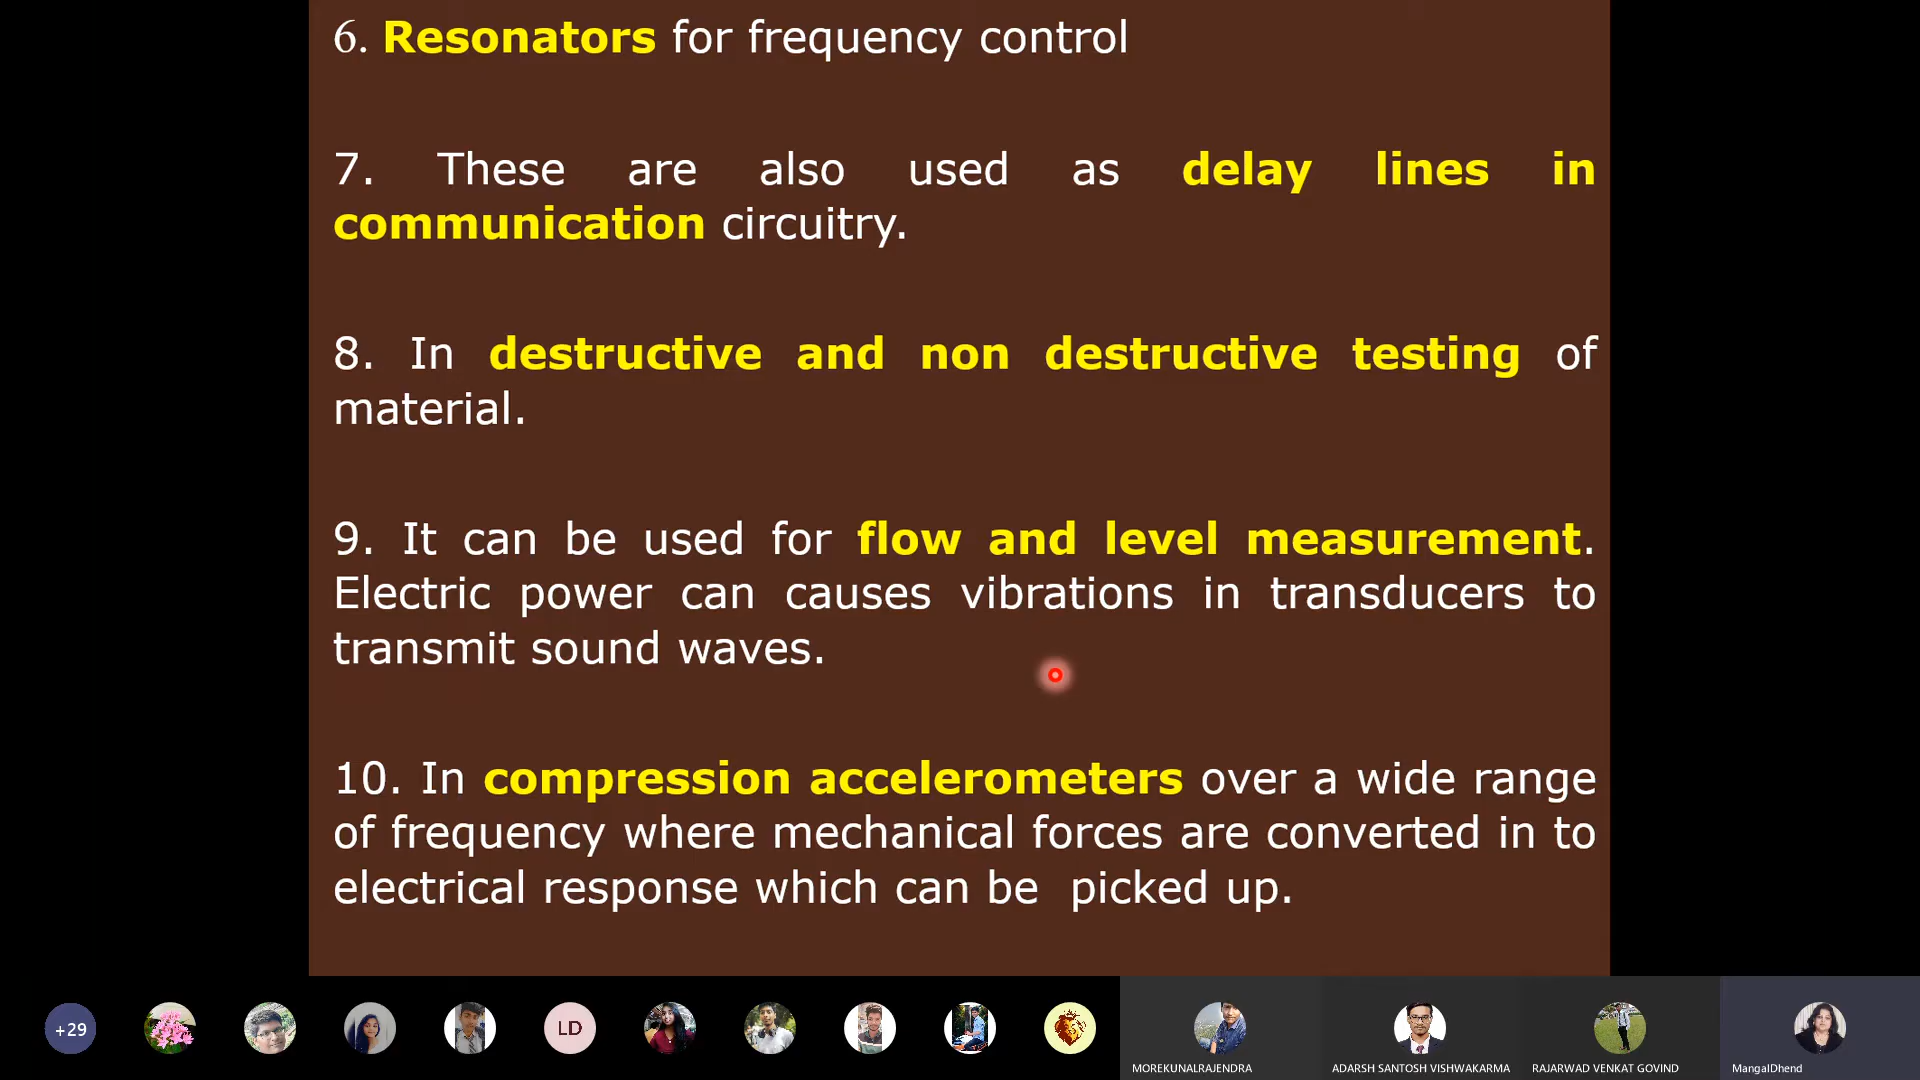 6. Resonators for frequency control
7. These are also used as delay lines in
communication circuitry.
8. In destructive and non destructive testing of
material.
9. It can be used for flow and level measurement.
Electric power can causes vibrations in transducers to
transmit sound waves.
10. In compression accelerometers over a wide range
of frequency where mechanical forces are converted in to
electrical response which can be picked up.
+29
LD
MOREKUNALRAJENDRA
ADARSH SANTOSH VISHWAKARMA
RAJARWAD VENKAT GOVIND
MangalDhend